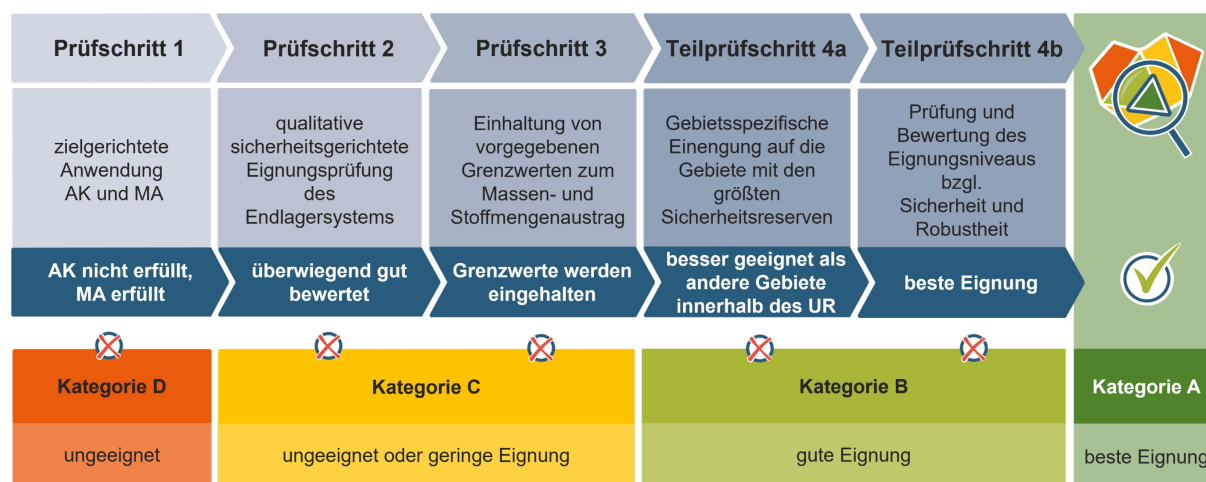 Prüfschritt 1
Prüfschritt 2
Prüfschritt 3
Teilprüfschritt 4a
Teilprüfschritt 4b
zielgerichtete
Anwendung
AK und MA
qualitative
sicherheitsgerichtete
Eignungsprüfung
des
Endlagersystems
Einhaltung von
vorgegebenen
Grenzwerten zum
Massen- und
Stoffmengenaustrag
Gebietsspezifische
Einengung auf die
Gebiete mit den
größten
Sicherheitsreserven
Prüfung und
Bewertung des
Eignungsniveaus
bzgl.
Sicherheit und
Robustheit
AK nicht erfüllt,
MA erfüllt
überwiegend gut
bewertet
Grenzwerte werden
eingehalten
besser geeignet als
andere Gebiete
innerhalb des UR
beste Eignung
Kategorie D
Kategorie C
Kategorie B
Kategorie A
ungeeignet
ungeeignet oder geringe Eignung
gute Eignung
beste Eignung